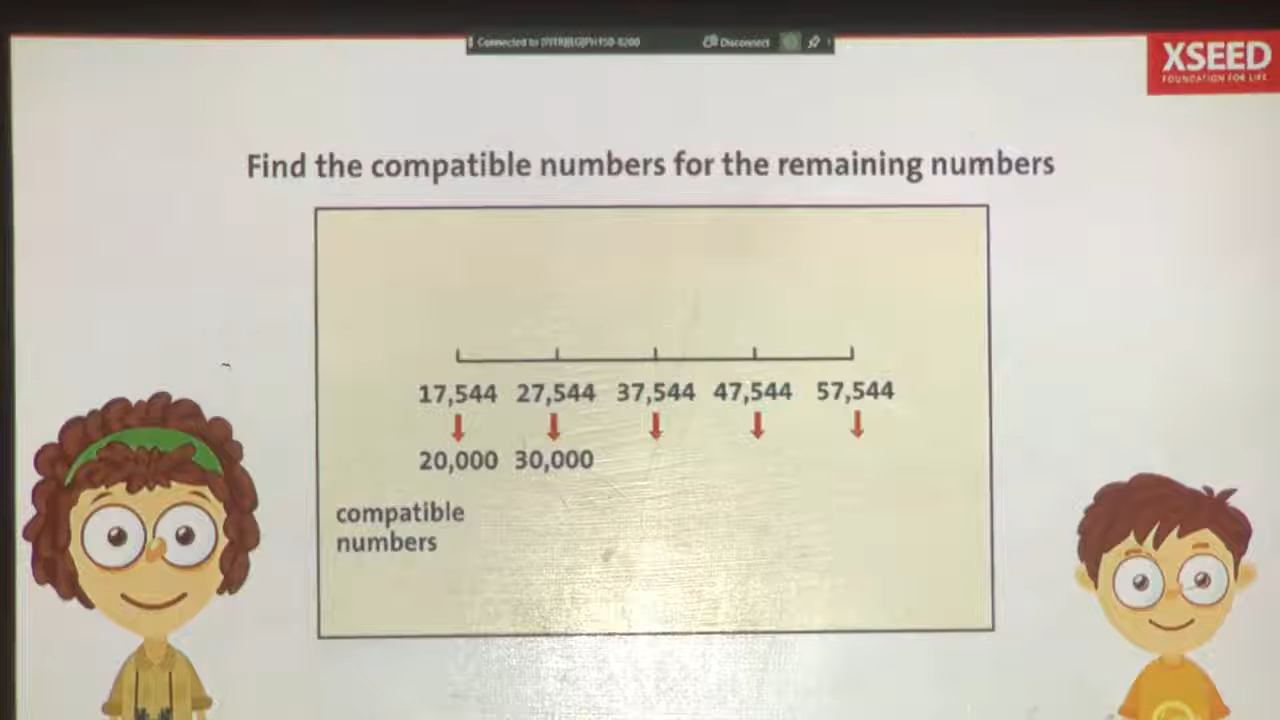 Disconnect
XSEED
FOUNDATION FOR LIFE
Find the compatible numbers for the remaining numbers
17,544 27,544 37,544 47,544 57,544
20,000 30,000
compatible
numbers